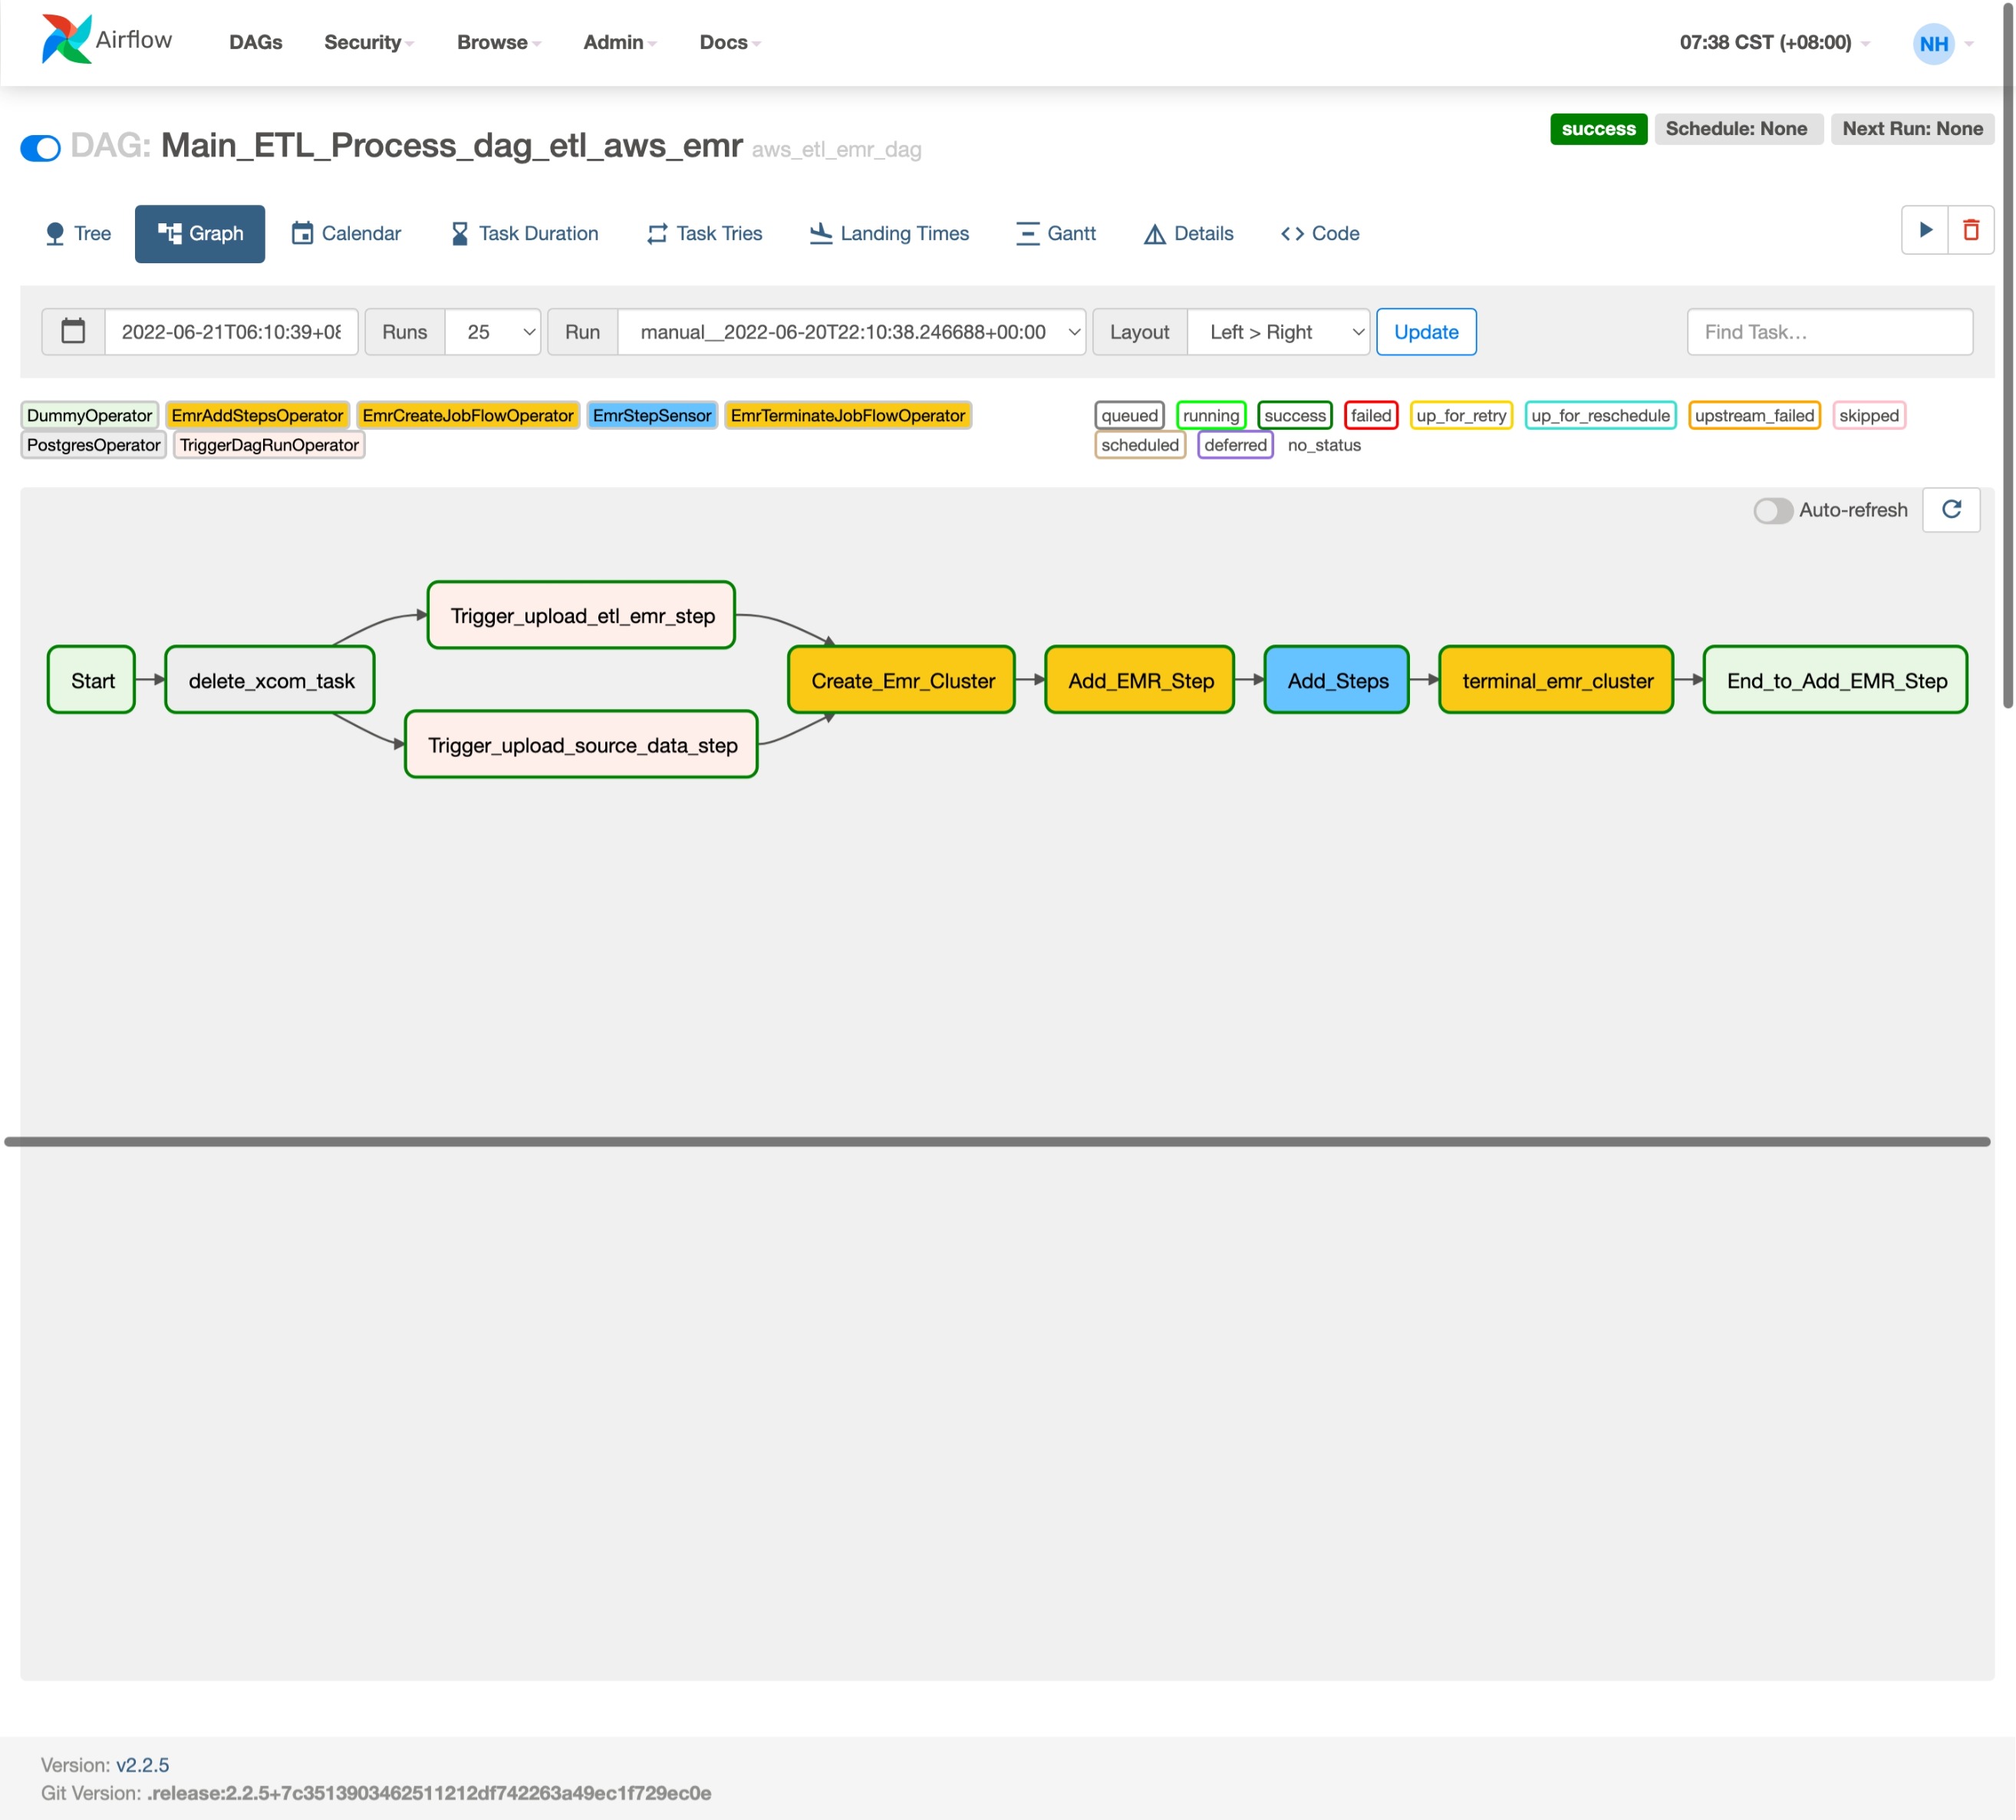 Airflow DAGs Security Browse Admin Docs 07:38 CST (+08:00) NH
DAG: Main_ETL_Process_dag_etl_aws_emr aws_etl_emr_dag success Schedule: None Next Run: None
Tree Graph Calendar Task Duration Task Tries Landing Times Gantt Details Code
2022-06-21T06:10:39+08 Runs 25 Run manual__2022-06-20T22:10:38.246688+00:00 Layout Left > Right Update Find Task...
DummyOperator EmrAddStepsOperator EmrCreateJobFlowOperator EmrStepSensor EmrTerminateJobFlowOperator
PostgresOperator TriggerDagRunOperator
queued running success failed up_for_retry up_for_reschedule upstream_failed skipped
scheduled deferred no_status
Auto-refresh
Start
delete_xcom_task
Trigger_upload_etl_emr_step
Trigger_upload_source_data_step
Create_Emr_Cluster
Add_EMR_Step
Add_Steps
terminal_emr_cluster
End_to_Add_EMR_Step
Version: v2.2.5
Git Version: .release:2.2.5+7c3513903462511212df742263a49ec1f729ec0e